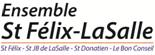 Ensemble
St Félix-LaSalle
St Félix - St JB de LaSalle - St Donatien - Le Bon Conseil